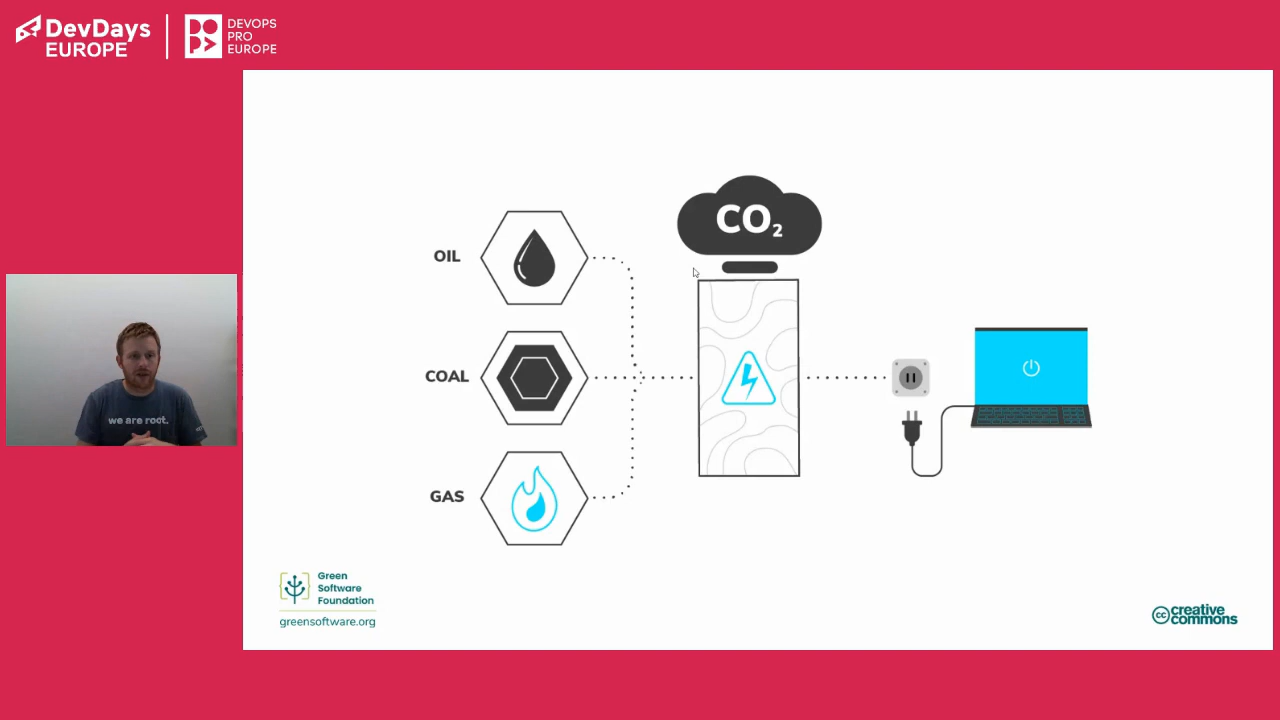 DevDays
EUROPE
DEVOPS
PRO
EUROPE
CO₂
OIL
COAL
GAS
we are root.
Green
Software
Foundation
greensoftware.org
cc creative
commons